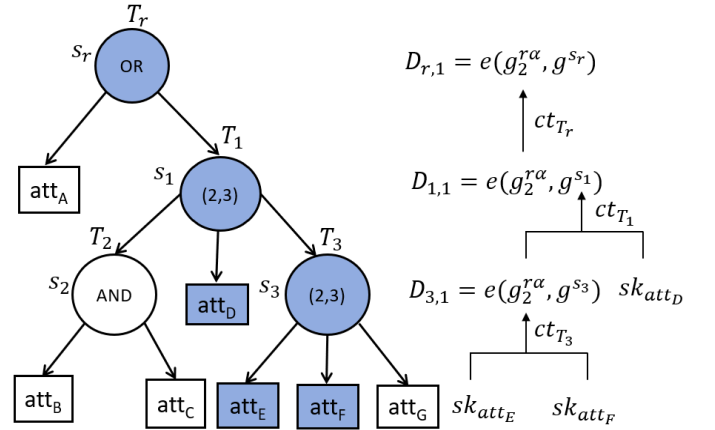 T_r
s_r
OR
att_A
T_1
s_1
(2,3)
T_2
s_2
AND
att_D
T_3
s_3
(2,3)
att_B
att_C
att_E
att_F
att_G
D_{r,1} = e(g_2^{rα}, g^{s_r})
ct_{T_r}
D_{1,1} = e(g_2^{rα}, g^{s_1})
ct_{T_1}
D_{3,1} = e(g_2^{rα}, g^{s_3})
sk_{att_D}
ct_{T_3}
sk_{att_E}
sk_{att_F}